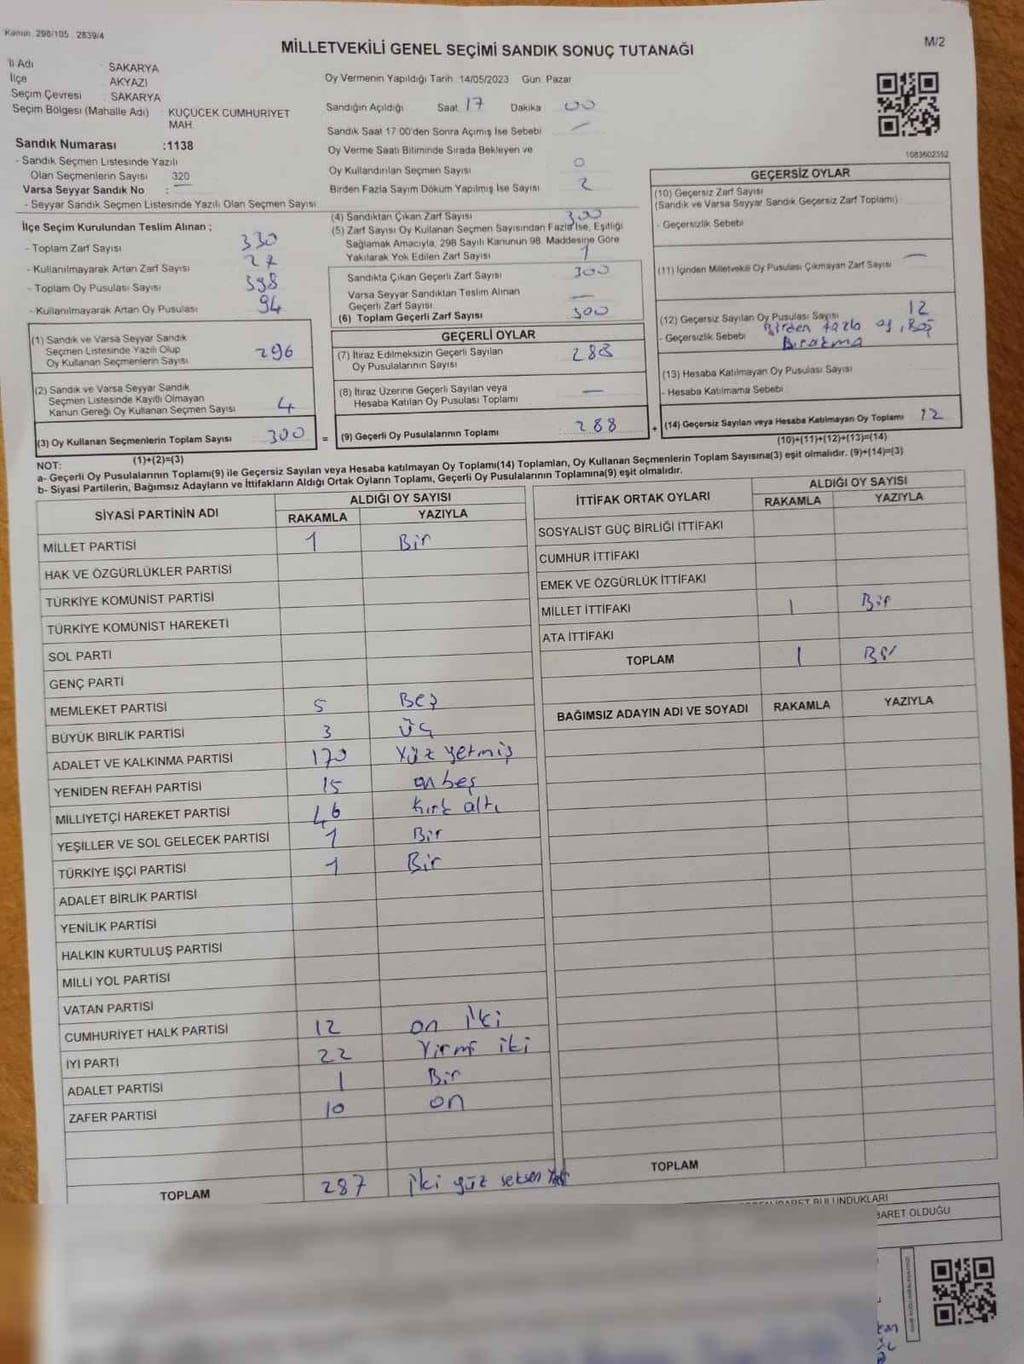 Kanun 298/105 . 2839/4
MİLLETVEKİLİ GENEL SEÇİMİ SANDIK SONUÇ TUTANAĞI
M/2
İl Adı SAKARYA
İlçe AKYAZI
Seçim Çevresi SAKARYA
Seçim Bölgesi (Mahalle Adı) KÜÇÜCEK CUMHURİYET MAH.
Sandık Numarası :1138
- Sandık Seçmen Listesinde Yazılı
Olan Seçmenlerin Sayısı 320
Varsa Seyyar Sandık No :
- Seyyar Sandık Seçmen Listesinde Yazılı Olan Seçmen Sayısı
Oy Vermenin Yapıldığı Tarih 14/05/2023 Gün Pazar
Sandığın Açıldığı Saat 17 Dakika 00
Sandık Saat 17 00'den Sonra Açımış İse Sebebi —
Oy Verme Saati Bitiminde Sırada Bekleyen ve
Oy Kullandırılan Seçmen Sayısı 0
Birden Fazla Sayım Döküm Yapılmış İse Sayısı 2
1083602552
İlçe Seçim Kurulundan Teslim Alınan ;
- Toplam Zarf Sayısı 330
- Kullanılmayarak Artan Zarf Sayısı 27
- Toplam Oy Pusulası Sayısı 398
- Kullanılmayarak Artan Oy Pusulası 94
(1) Sandık ve Varsa Seyyar Sandık
Seçmen Listesinde Yazılı Olup
Oy Kullanan Seçmenlerin Sayısı 296
(2) Sandık ve Varsa Seyyar Sandık
Seçmen Listesinde Kayıtlı Olmayan
Kanun Gereği Oy Kullanan Seçmen Sayısı 4
(3) Oy Kullanan Seçmenlerin Toplam Sayısı 300 =
(1)+(2)=(3)
(4) Sandıktan Çıkan Zarf Sayısı 300
(5) Zarf Sayısı Oy Kullanan Seçmen Sayısından Fazla İse, Eşitliği
Sağlamak Amacıyla, 298 Sayılı Kanunun 98. Maddesine Göre
Yakılarak Yok Edilen Zarf Sayısı 1
Sandıkta Çıkan Geçerli Zarf Sayısı 300
Varsa Seyyar Sandıktan Teslim Alınan
Geçerli Zarf Sayısı —
(6) Toplam Geçerli Zarf Sayısı 300
GEÇERLİ OYLAR
(7) İtiraz Edilmeksizin Geçerli Sayılan
Oy Pusulalarının Sayısı 288
(8) İtiraz Üzerine Geçerli Sayılan veya
Hesaba Katılan Oy Pusulası Toplamı —
(9) Geçerli Oy Pusulalarının Toplamı 288 +
GEÇERSİZ OYLAR
(10) Geçersiz Zarf Sayısı
(Sandık ve Varsa Seyyar Sandık Geçersiz Zarf Toplamı)
- Geçersizlik Sebebi
(11) İçinden Milletvekili Oy Pusulası Çıkmayan Zarf Sayısı —
(12) Geçersiz Sayılan Oy Pusulası Sayısı 12
- Geçersizlik Sebebi Birden fazla oy, Boş
Bırakma
(13) Hesaba Katılmayan Oy Pusulası Sayısı
- Hesaba Katılmama Sebebi
(14) Geçersiz Sayılan veya Hesaba Katılmayan Oy Toplamı 12
(10)+(11)+(12)+(13)=(14)
NOT:
a- Geçerli Oy Pusulalarının Toplamı(9) ile Geçersiz Sayılan veya Hesaba katılmayan Oy Toplamı(14) Toplamları, Oy Kullanan Seçmenlerin Toplam Sayısına(3) eşit olmalıdır. (9)+(14)=(3)
b- Siyasi Partilerin, Bağımsız Adayların ve İttifakların Aldığı Ortak Oyların Toplamı, Geçerli Oy Pusulalarının Toplamına(9) eşit olmalıdır.
SİYASİ PARTİNİN ADI ALDIĞI OY SAYISI
RAKAMLA YAZIYLA
MİLLET PARTİSİ 1 Bir
HAK VE ÖZGÜRLÜKLER PARTİSİ
TÜRKİYE KOMÜNİST PARTİSİ
TÜRKİYE KOMÜNİST HAREKETİ
SOL PARTİ
GENÇ PARTİ
MEMLEKET PARTİSİ 5 Beş
BÜYÜK BİRLİK PARTİSİ 3 Üç
ADALET VE KALKINMA PARTİSİ 170 Yüz yetmiş
YENİDEN REFAH PARTİSİ 15 on beş
MİLLİYETÇİ HAREKET PARTİSİ 46 kırk altı
YEŞİLLER VE SOL GELECEK PARTİSİ 1 Bir
TÜRKİYE İŞÇİ PARTİSİ 1 Bir
ADALET BİRLİK PARTİSİ
YENİLİK PARTİSİ
HALKIN KURTULUŞ PARTİSİ
MİLLİ YOL PARTİSİ
VATAN PARTİSİ
CUMHURİYET HALK PARTİSİ 12 on iki
İYİ PARTİ 22 Yirmi iki
ADALET PARTİSİ 1 Bir
ZAFER PARTİSİ 10 on
TOPLAM 287 iki yüz seksen
İTTİFAK ORTAK OYLARI ALDIĞI OY SAYISI
RAKAMLA YAZIYLA
SOSYALİST GÜÇ BİRLİĞİ İTTİFAKI
CUMHUR İTTİFAKI
EMEK VE ÖZGÜRLÜK İTTİFAKI
MİLLET İTTİFAKI 1 Bir
ATA İTTİFAKI
TOPLAM 1 Bir
BAĞIMSIZ ADAYIN ADI VE SOYADI RAKAMLA YAZIYLA
TOPLAM
BULUNDUKLARI
İBARET OLDUĞU